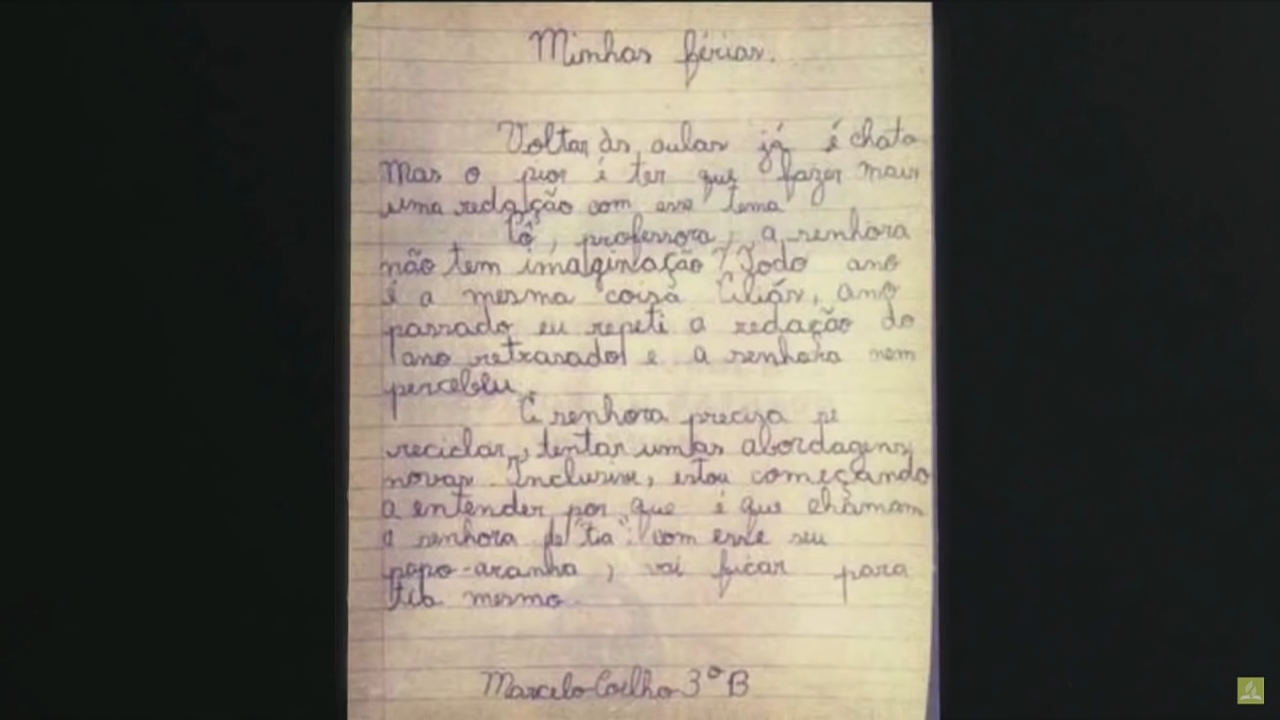 Minhas férias.
Voltar às aulas já é chato
Mas o pior é ter que fazer mais
uma redação com esse tema
Pô, professora, a senhora
não tem imalginação? Todo ano
é a mesma coisa Aliás, ano
passado eu repeti a redação do
ano retrasado e a senhora nem
percebeu.
A senhora preciza se
reciclar, tentar umas abordagens
novas. Inclusive, estou começando
a entender por que é que chamam
a senhora de "tia": com esse seu
papo-aranha, vai ficar para
tia mesmo.
Marcelo Coelho 3º B